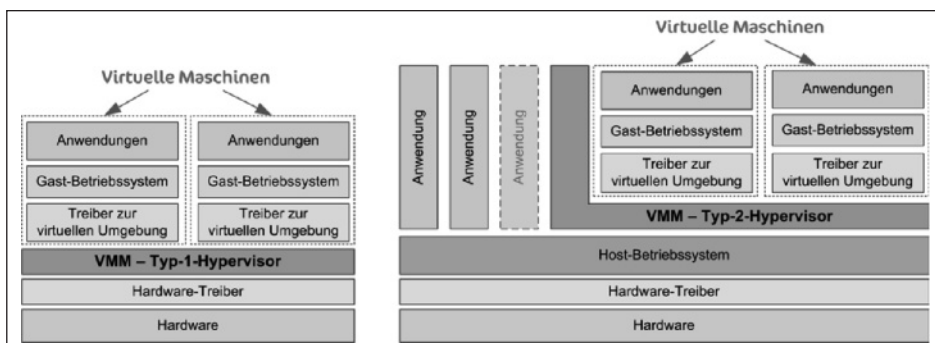 Virtuelle Maschinen
Anwendungen
Anwendungen
Gast-Betriebssystem
Gast-Betriebssystem
Treiber zur
virtuellen Umgebung
Treiber zur
virtuellen Umgebung
VMM – Typ-1-Hypervisor
Hardware-Treiber
Hardware
Virtuelle Maschinen
Anwendung
Anwendung
Anwendung
Anwendungen
Anwendungen
Gast-Betriebssystem
Gast-Betriebssystem
Treiber zur
virtuellen Umgebung
Treiber zur
virtuellen Umgebung
VMM – Typ-2-Hypervisor
Host-Betriebssystem
Hardware-Treiber
Hardware